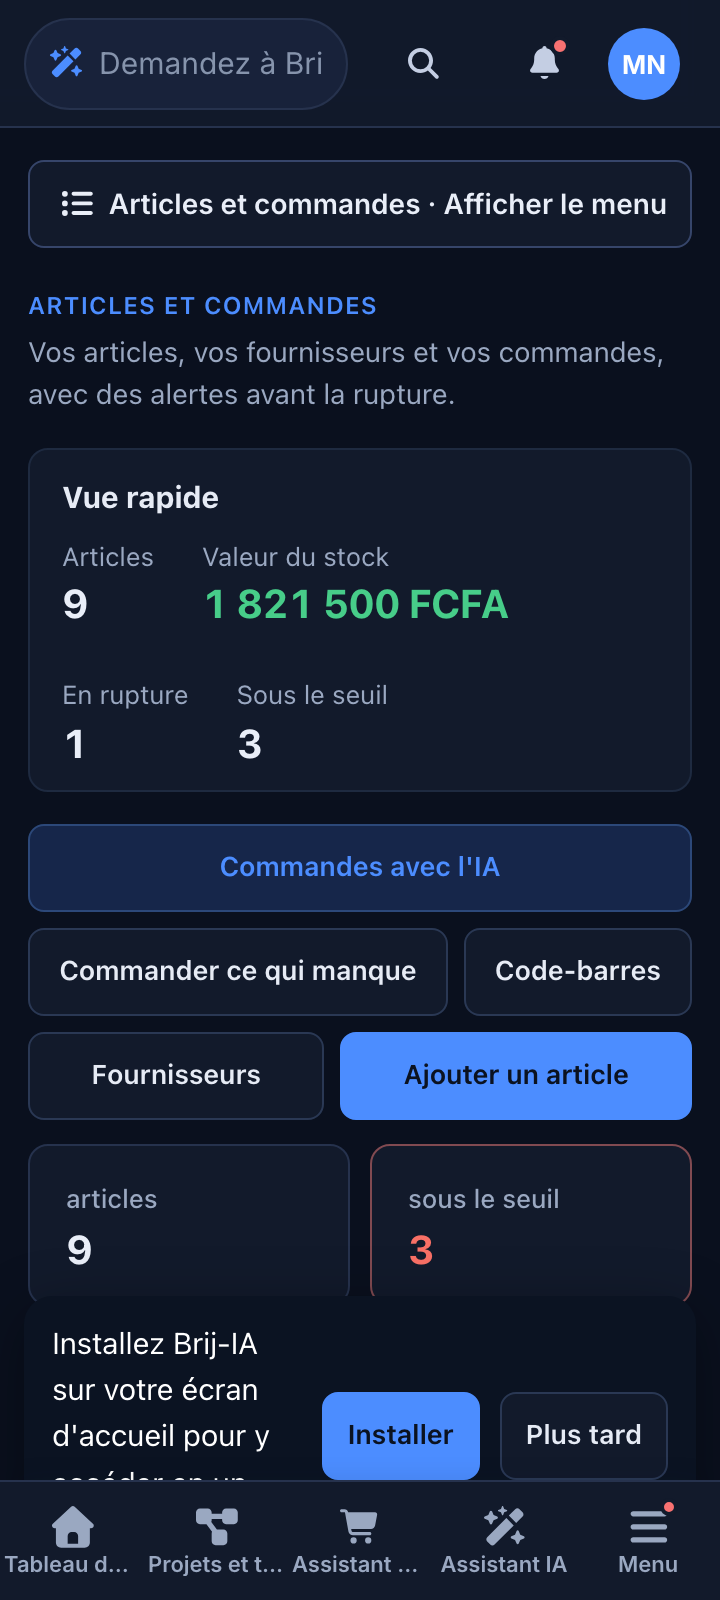 Demandez à Bri
MN
Articles et commandes · Afficher le menu
ARTICLES ET COMMANDES
Vos articles, vos fournisseurs et vos commandes,
avec des alertes avant la rupture.
Vue rapide
Articles Valeur du stock
9 1 821 500 FCFA
En rupture Sous le seuil
1 3
Commandes avec l'IA
Commander ce qui manque Code-barres
Fournisseurs Ajouter un article
articles sous le seuil
9 3
Installez Brij-IA
sur votre écran
d'accueil pour y
accéder en un
Installer Plus tard
Tableau d... Projets et t... Assistant ... Assistant IA Menu